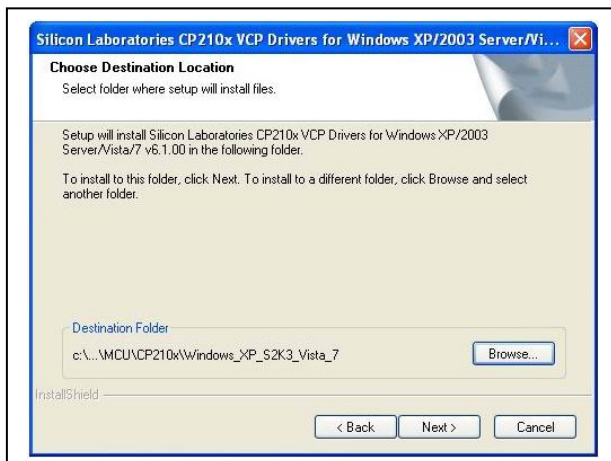 Silicon Laboratories CP210x VCP Drivers for Windows XP/2003 Server/Vi...
Choose Destination Location
Select folder where setup will install files.
Setup will install Silicon Laboratories CP210x VCP Drivers for Windows XP/2003
Server/Vista/7 v6.1.00 in the following folder.
To install to this folder, click Next. To install to a different folder, click Browse and select
another folder.
Destination Folder
c:\...\MCU\CP210x\Windows_XP_S2K3_Vista_7
Browse...
InstallShield
< Back
Next >
Cancel